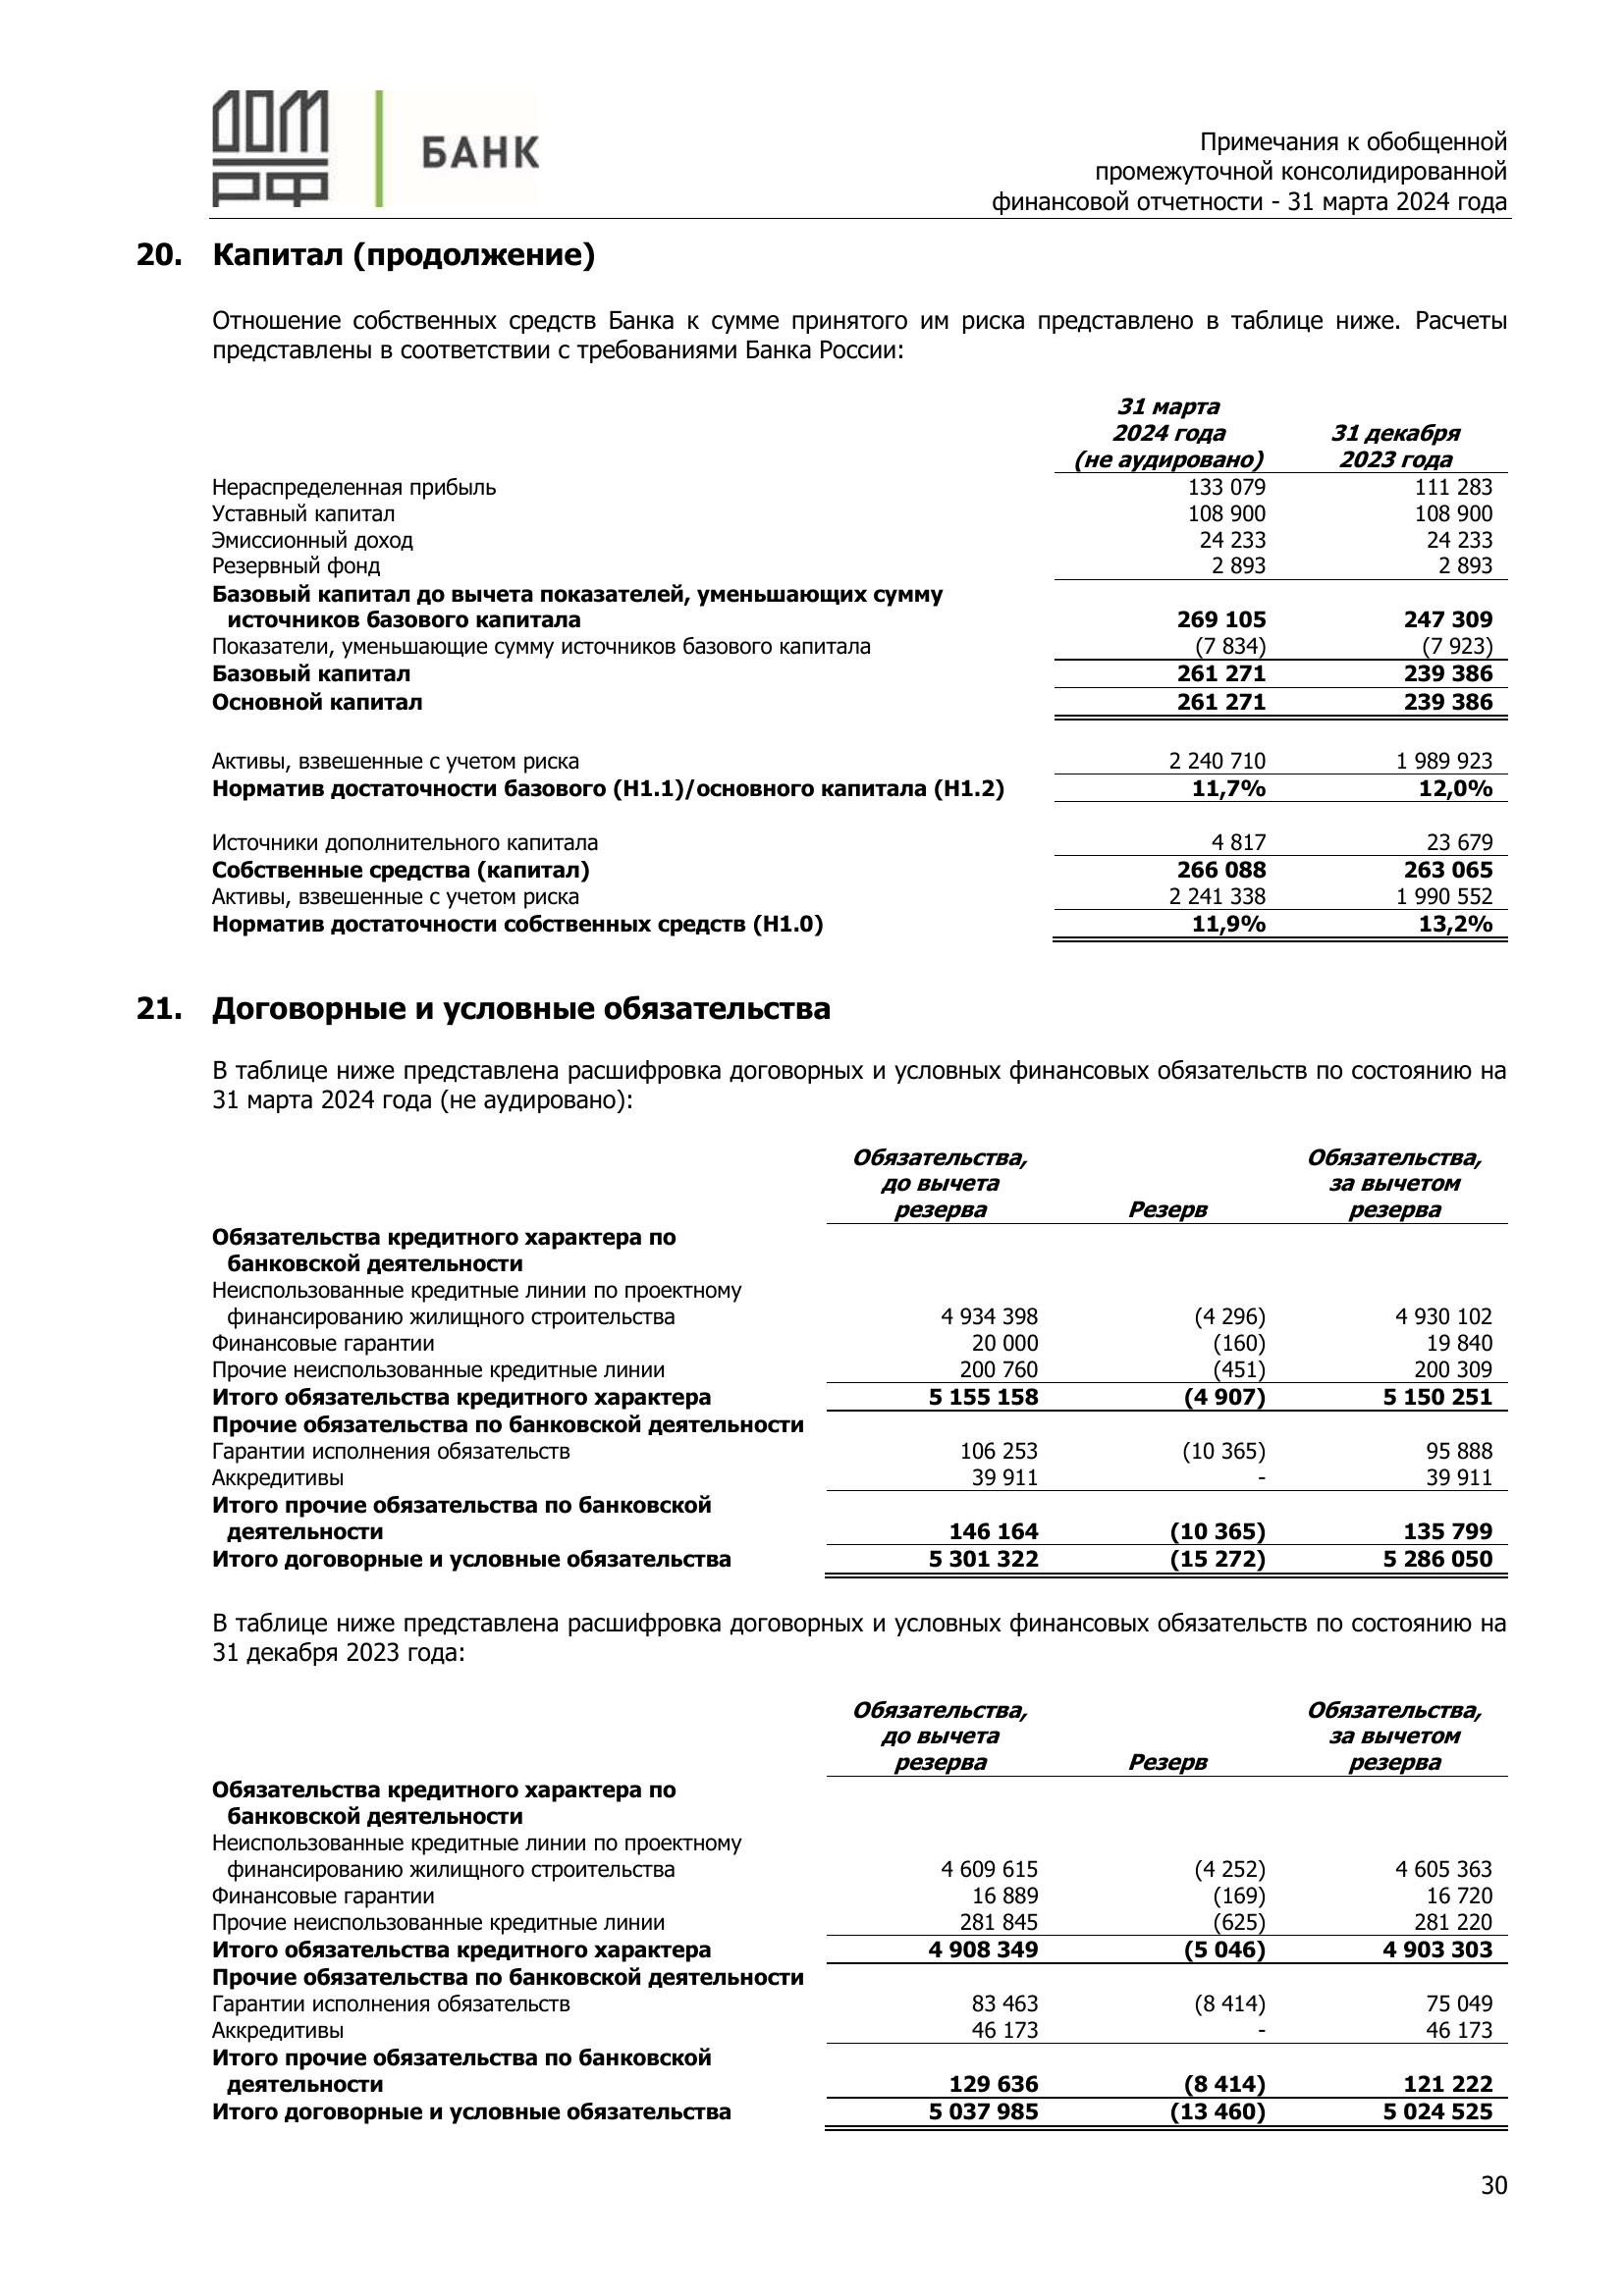 ДОМ
РФ
БАНК
Примечания к обобщенной
промежуточной консолидированной
финансовой отчетности - 31 марта 2024 года
20. Капитал (продолжение)
Отношение собственных средств Банка к сумме принятого им риска представлено в таблице ниже. Расчеты
представлены в соответствии с требованиями Банка России:
31 марта
2024 года 31 декабря
(не аудировано) 2023 года
Нераспределенная прибыль 133 079 111 283
Уставный капитал 108 900 108 900
Эмиссионный доход 24 233 24 233
Резервный фонд 2 893 2 893
Базовый капитал до вычета показателей, уменьшающих сумму
источников базового капитала 269 105 247 309
Показатели, уменьшающие сумму источников базового капитала (7 834) (7 923)
Базовый капитал 261 271 239 386
Основной капитал 261 271 239 386
Активы, взвешенные с учетом риска 2 240 710 1 989 923
Норматив достаточности базового (Н1.1)/основного капитала (Н1.2) 11,7% 12,0%
Источники дополнительного капитала 4 817 23 679
Собственные средства (капитал) 266 088 263 065
Активы, взвешенные с учетом риска 2 241 338 1 990 552
Норматив достаточности собственных средств (Н1.0) 11,9% 13,2%
21. Договорные и условные обязательства
В таблице ниже представлена расшифровка договорных и условных финансовых обязательств по состоянию на
31 марта 2024 года (не аудировано):
Обязательства, Обязательства,
до вычета за вычетом
резерва Резерв резерва
Обязательства кредитного характера по
банковской деятельности
Неиспользованные кредитные линии по проектному
финансированию жилищного строительства 4 934 398 (4 296) 4 930 102
Финансовые гарантии 20 000 (160) 19 840
Прочие неиспользованные кредитные линии 200 760 (451) 200 309
Итого обязательства кредитного характера 5 155 158 (4 907) 5 150 251
Прочие обязательства по банковской деятельности
Гарантии исполнения обязательств 106 253 (10 365) 95 888
Аккредитивы 39 911 - 39 911
Итого прочие обязательства по банковской
деятельности 146 164 (10 365) 135 799
Итого договорные и условные обязательства 5 301 322 (15 272) 5 286 050
В таблице ниже представлена расшифровка договорных и условных финансовых обязательств по состоянию на
31 декабря 2023 года:
Обязательства, Обязательства,
до вычета за вычетом
резерва Резерв резерва
Обязательства кредитного характера по
банковской деятельности
Неиспользованные кредитные линии по проектному
финансированию жилищного строительства 4 609 615 (4 252) 4 605 363
Финансовые гарантии 16 889 (169) 16 720
Прочие неиспользованные кредитные линии 281 845 (625) 281 220
Итого обязательства кредитного характера 4 908 349 (5 046) 4 903 303
Прочие обязательства по банковской деятельности
Гарантии исполнения обязательств 83 463 (8 414) 75 049
Аккредитивы 46 173 - 46 173
Итого прочие обязательства по банковской
деятельности 129 636 (8 414) 121 222
Итого договорные и условные обязательства 5 037 985 (13 460) 5 024 525
30